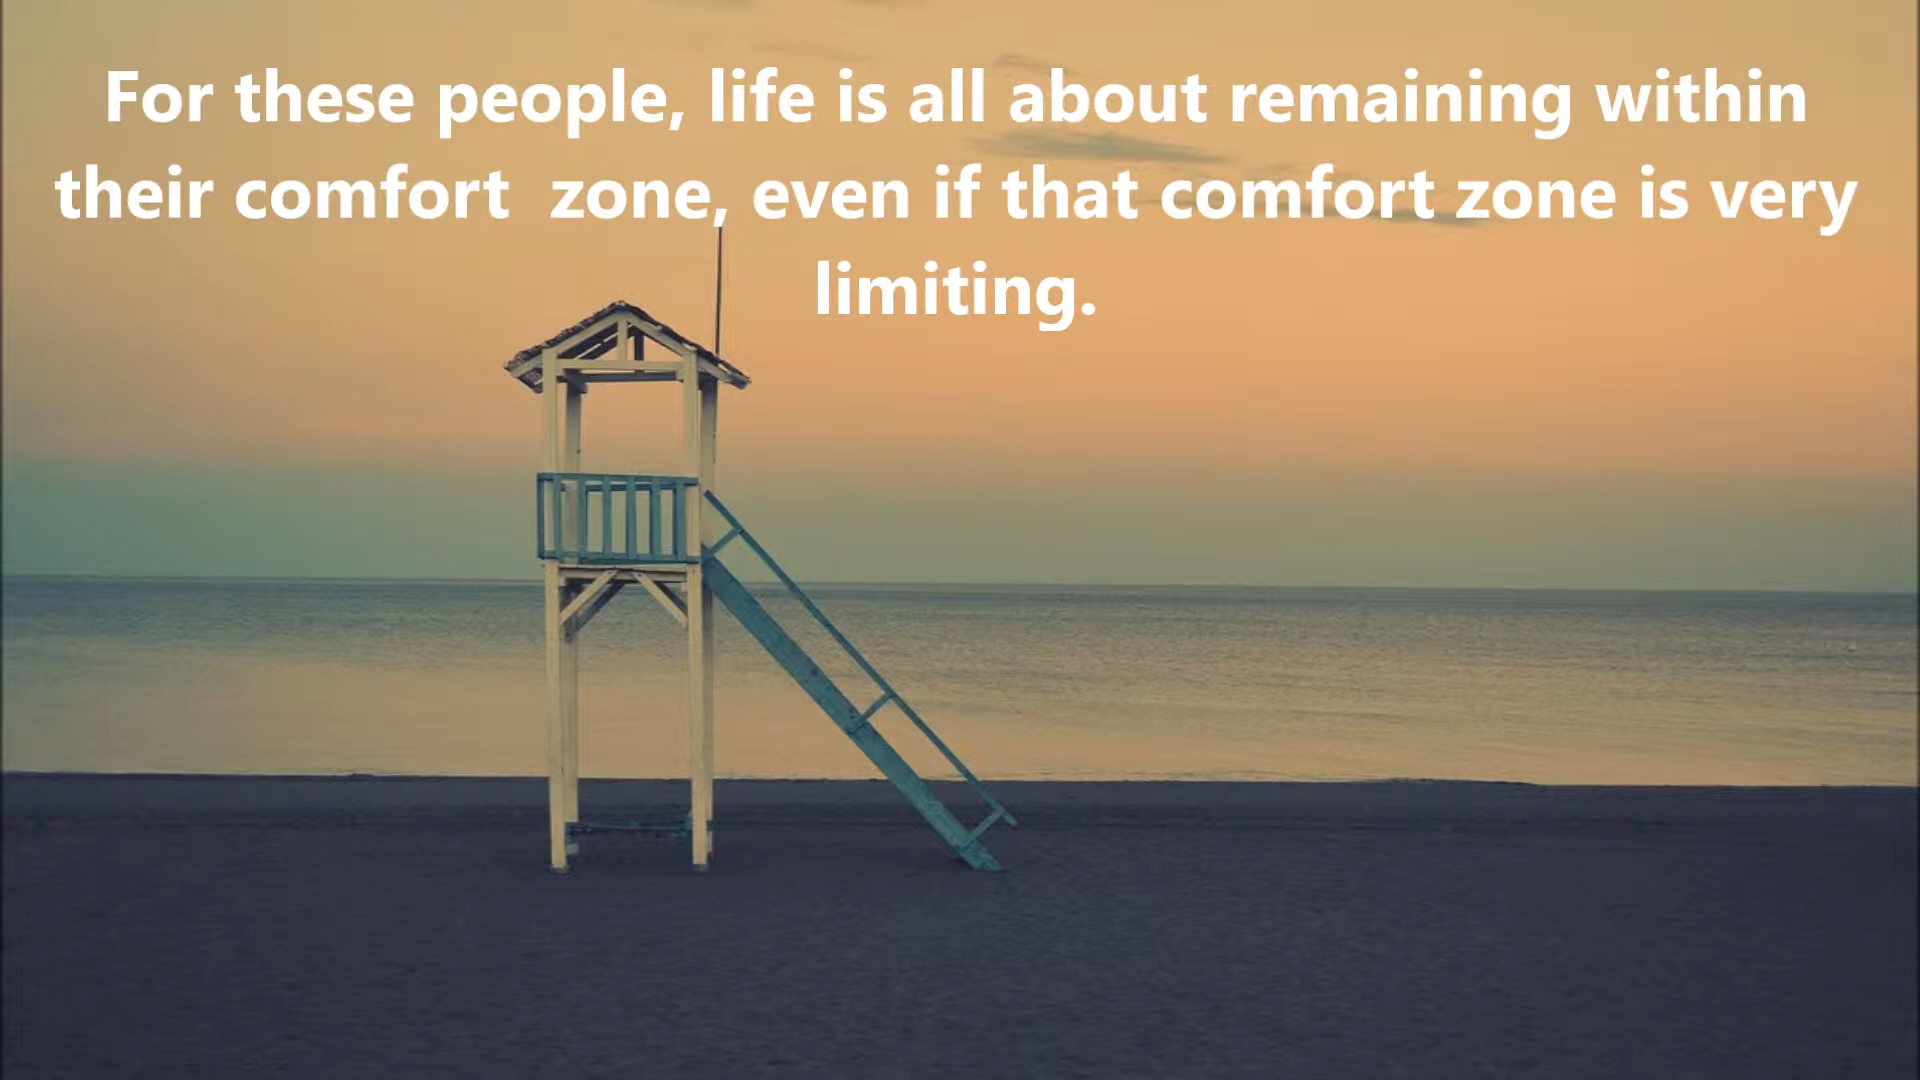 For these people, life is all about remaining within
their comfort  zone, even if that comfort zone is very
limiting.